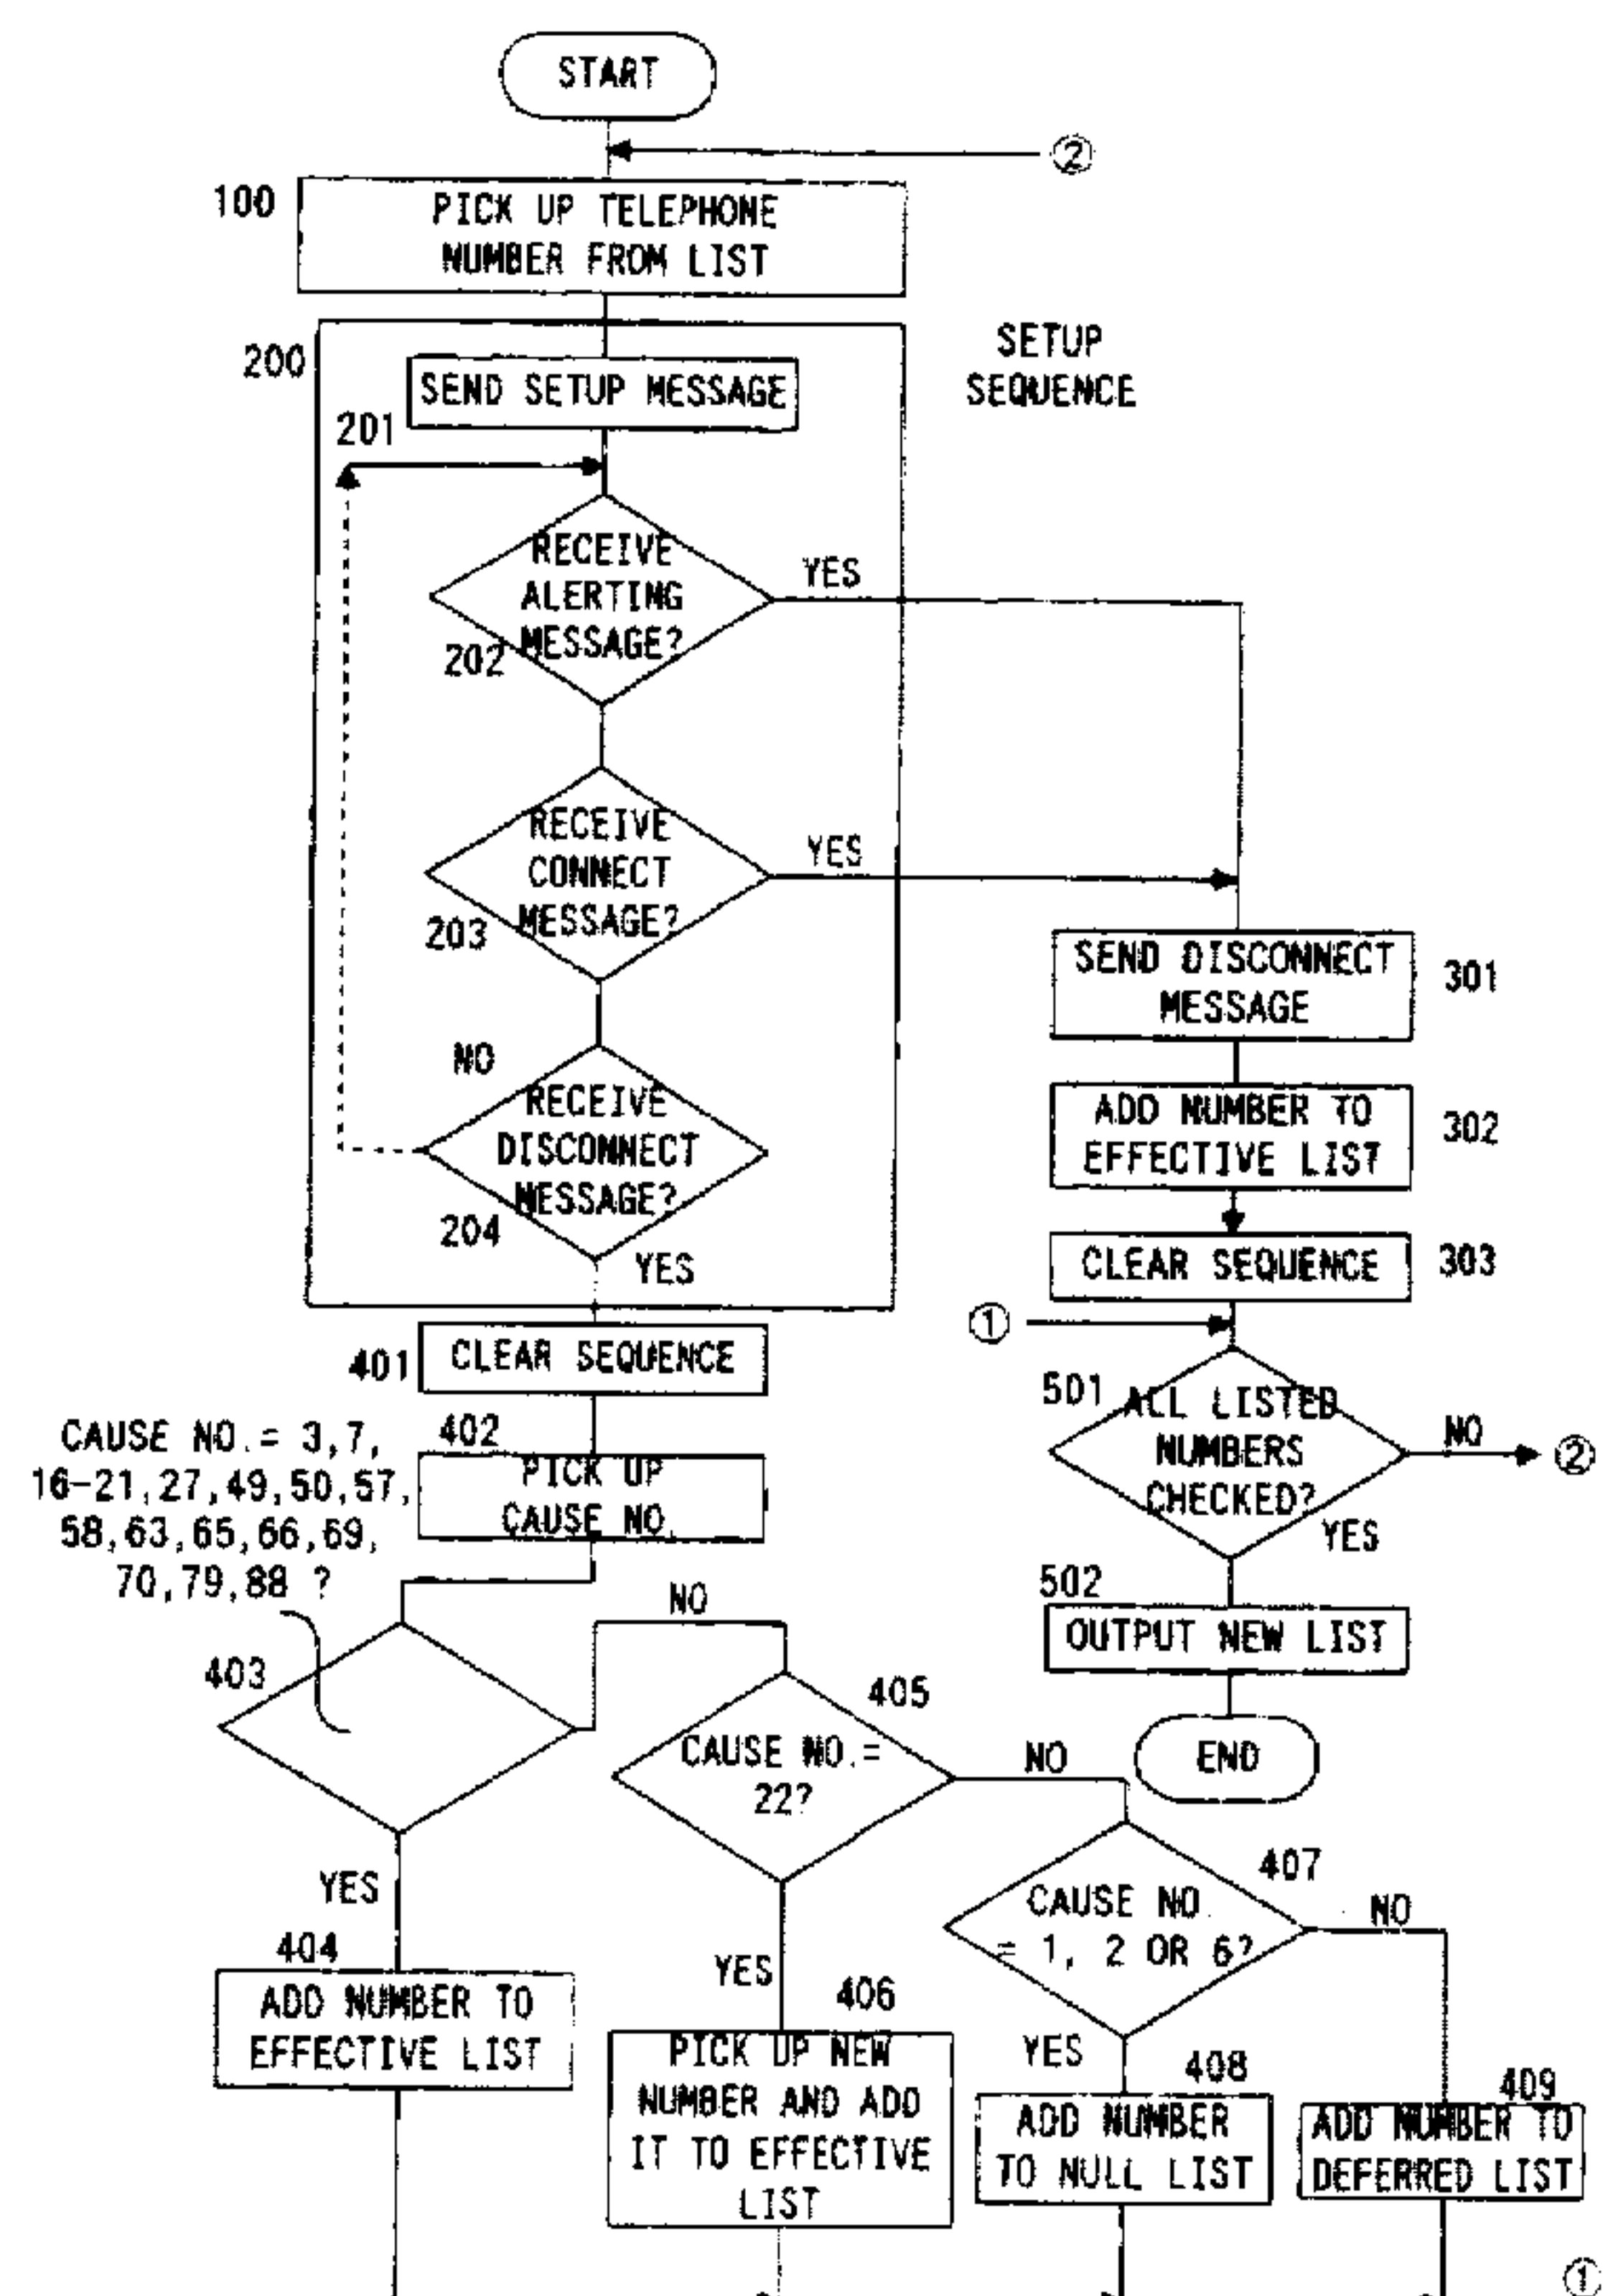 START
②
100
PICK UP TELEPHONE
NUMBER FROM LIST
200
SETUP
SEQUENCE
SEND SETUP MESSAGE
201
RECEIVE
ALERTING
MESSAGE?
202
YES
RECEIVE
CONNECT
MESSAGE?
203
YES
SEND DISCONNECT
MESSAGE
301
NO
RECEIVE
DISCONNECT
MESSAGE?
204
YES
ADD NUMBER TO
EFFECTIVE LIST
302
CLEAR SEQUENCE
303
①
CLEAR SEQUENCE
401
501
ALL LISTED
NUMBERS
CHECKED?
NO
②
YES
402
PICK UP
CAUSE NO.
CAUSE NO.= 3,7,
16-21,27,49,50,57,
58,63,65,66,69,
70,79,88 ?
403
NO
502
OUTPUT NEW LIST
END
405
CAUSE NO.=
22?
NO
YES
404
ADD NUMBER TO
EFFECTIVE LIST
407
CAUSE NO.
= 1, 2 OR 6?
NO
YES
406
PICK UP NEW
NUMBER AND ADD
IT TO EFFECTIVE
LIST
YES
408
ADD NUMBER
TO NULL LIST
409
ADD NUMBER TO
DEFERRED LIST
①